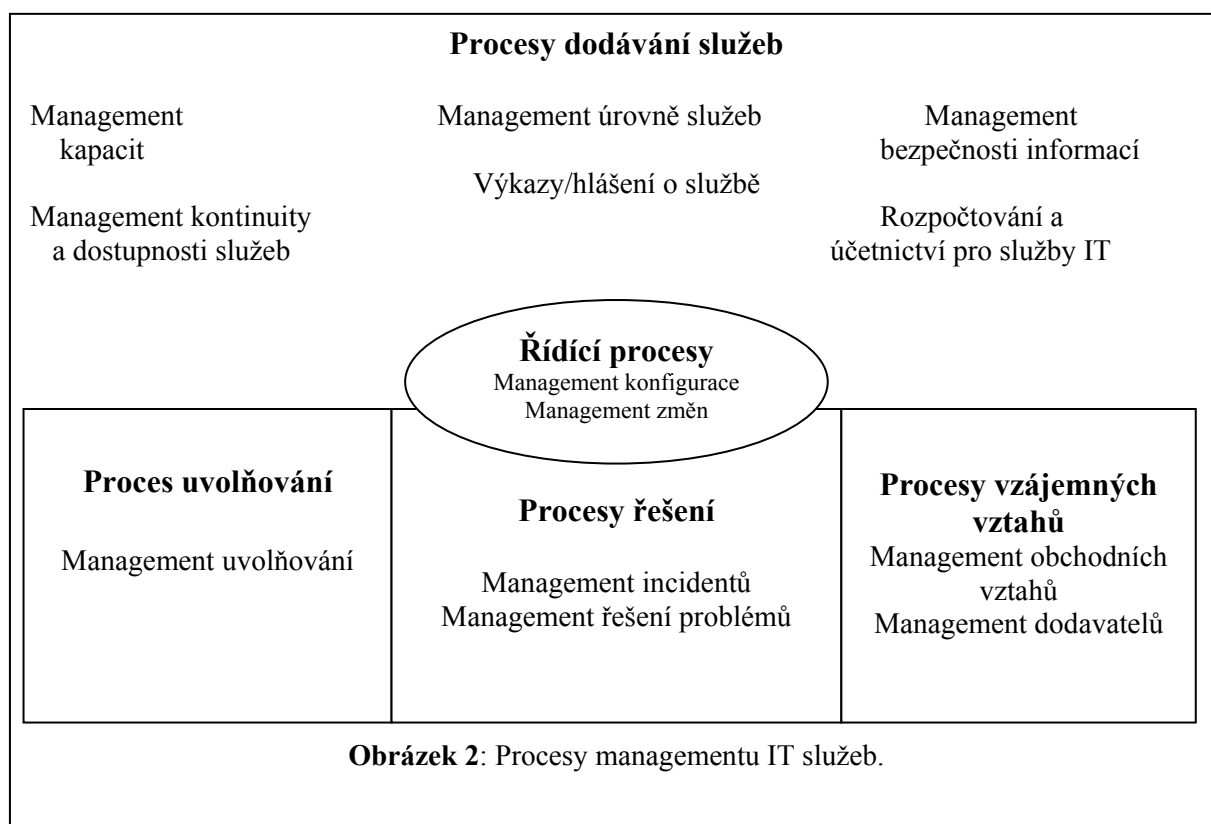 Procesy dodávání služeb
Management
kapacit
Management úrovně služeb
Management
bezpečnosti informací
Výkazy/hlášení o službě
Management kontinuity
a dostupnosti služeb
Rozpočtování a
účetnictví pro služby IT
Řídící procesy
Management konfigurace
Management změn
Proces uvolňování
Management uvolňování
Procesy řešení
Management incidentů
Management řešení problémů
Procesy vzájemných
vztahů
Management obchodních
vztahů
Management dodavatelů
Obrázek 2: Procesy managementu IT služeb.